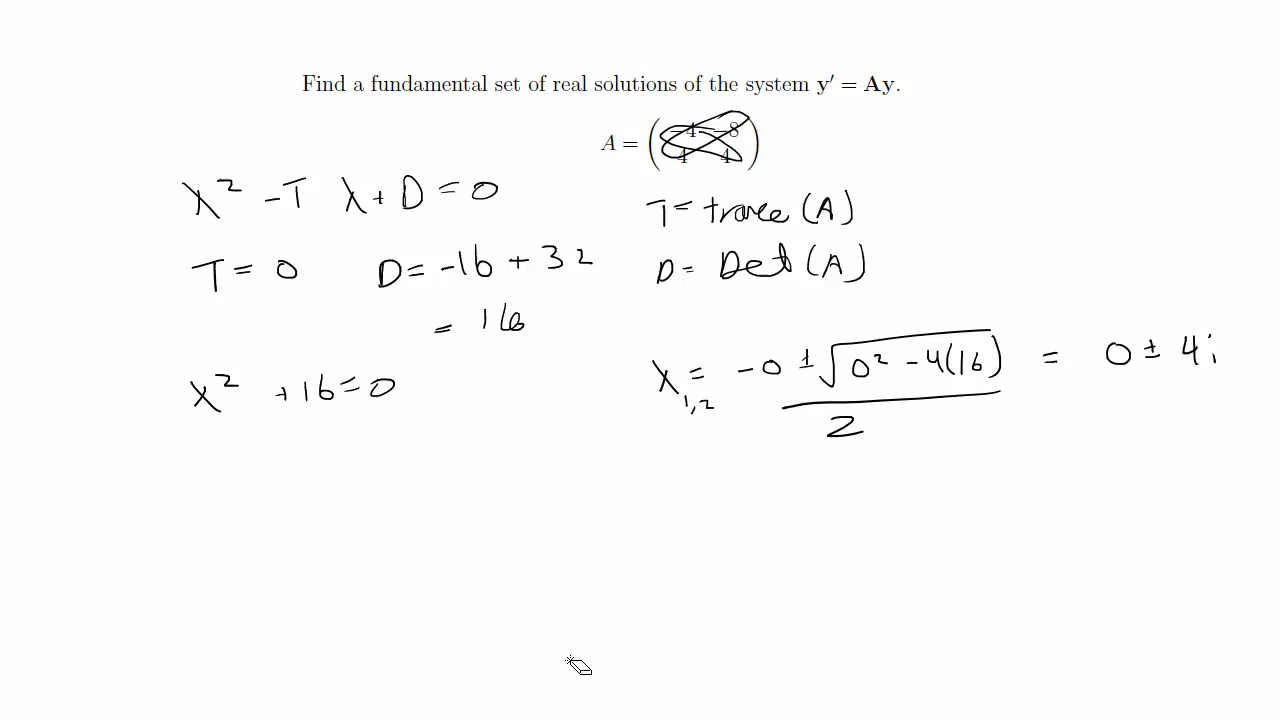 Find a fundamental set of real solutions of the system y′ = Ay.
A = ( −4 −8
4 4 )
λ² − T λ + D = 0
T = trace (A)
T = 0 D = −16 + 32
D = Det (A)
= 16
λ² + 16 = 0
λ₁,₂ = −0 ± √(0² − 4(16)) / 2 = 0 ± 4i